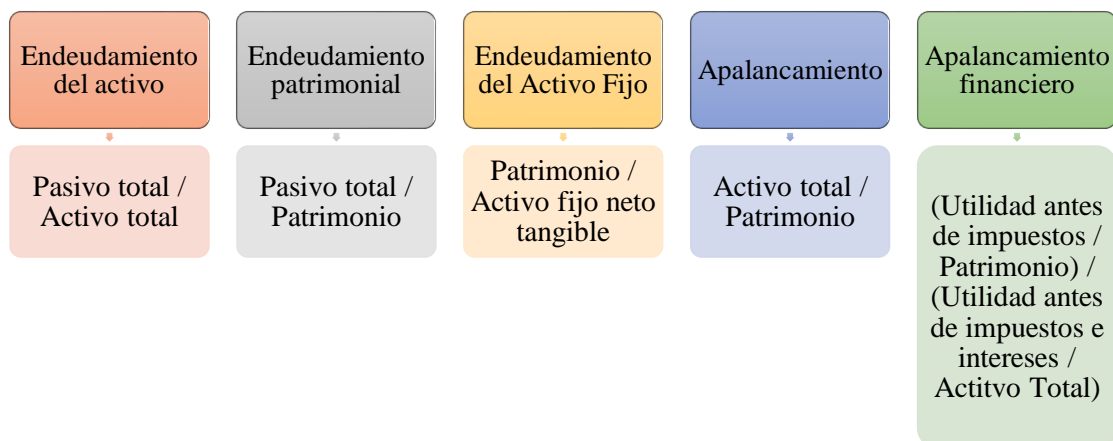 Endeudamiento
del activo
Pasivo total /
Activo total
Endeudamiento
patrimonial
Pasivo total /
Patrimonio
Endeudamiento
del Activo Fijo
Patrimonio /
Activo fijo neto
tangible
Apalancamiento
Activo total /
Patrimonio
Apalancamiento
financiero
(Utilidad antes
de impuestos /
Patrimonio) /
(Utilidad antes
de impuestos e
intereses /
Actitvo Total)